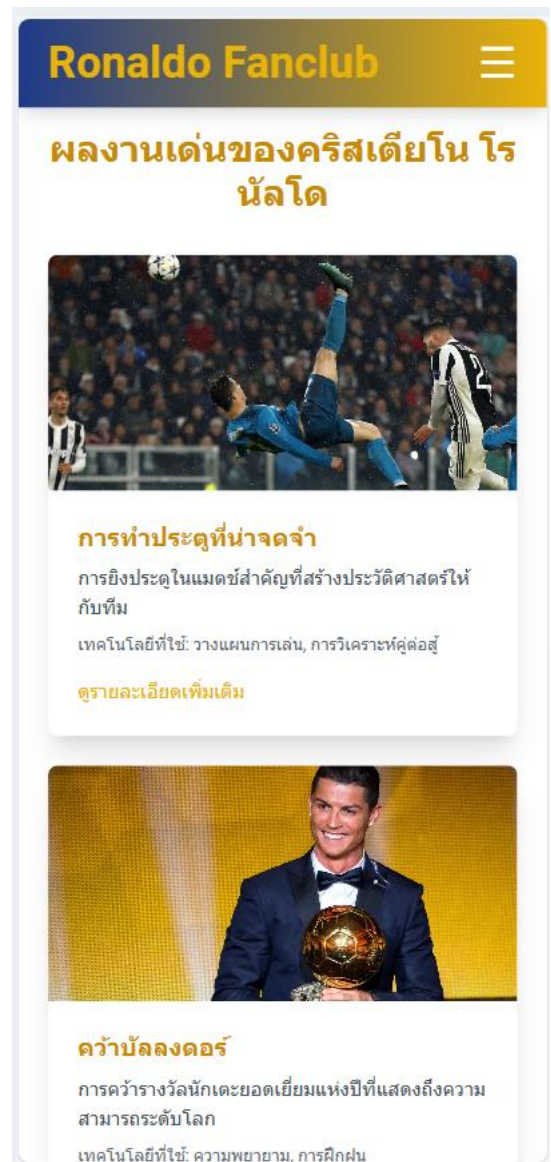 Ronaldo Fanclub
ผลงานเด่นของคริสเตียโน โร
นัลโด
การทำประตูที่น่าจดจำ
การยิงประตูในแมตช์สำคัญที่สร้างประวัติศาสตร์ให้
กับทีม
เทคโนโลยีที่ใช้: วางแผนการเล่น, การวิเคราะห์คู่ต่อสู้
ดูรายละเอียดเพิ่มเติม
คว้าบัลลงดอร์
การคว้ารางวัลนักเตะยอดเยี่ยมแห่งปีที่แสดงถึงความ
สามารถระดับโลก
เทคโนโลยีที่ใช้: ความพยายาม, การฝึกฝน